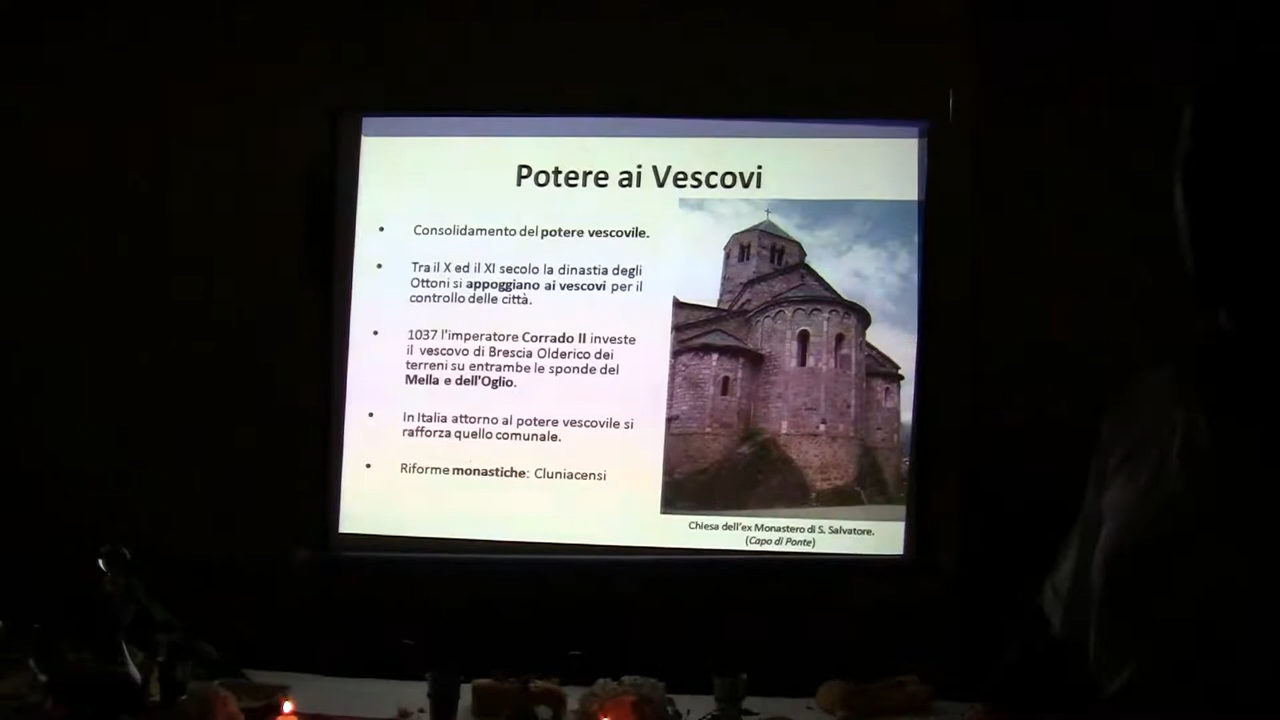 Potere ai Vescovi
• Consolidamento del potere vescovile.
• Tra il X ed il XI secolo la dinastia degli
Ottoni si appoggiano ai vescovi per il
controllo delle città.
• 1037 l'imperatore Corrado II investe
il vescovo di Brescia Olderico dei
terreni su entrambe le sponde del
Mella e dell'Oglio.
• In Italia attorno al potere vescovile si
rafforza quello comunale.
• Riforme monastiche: Cluniacensi
Chiesa dell'ex Monastero di S. Salvatore.
(Capo di Ponte)